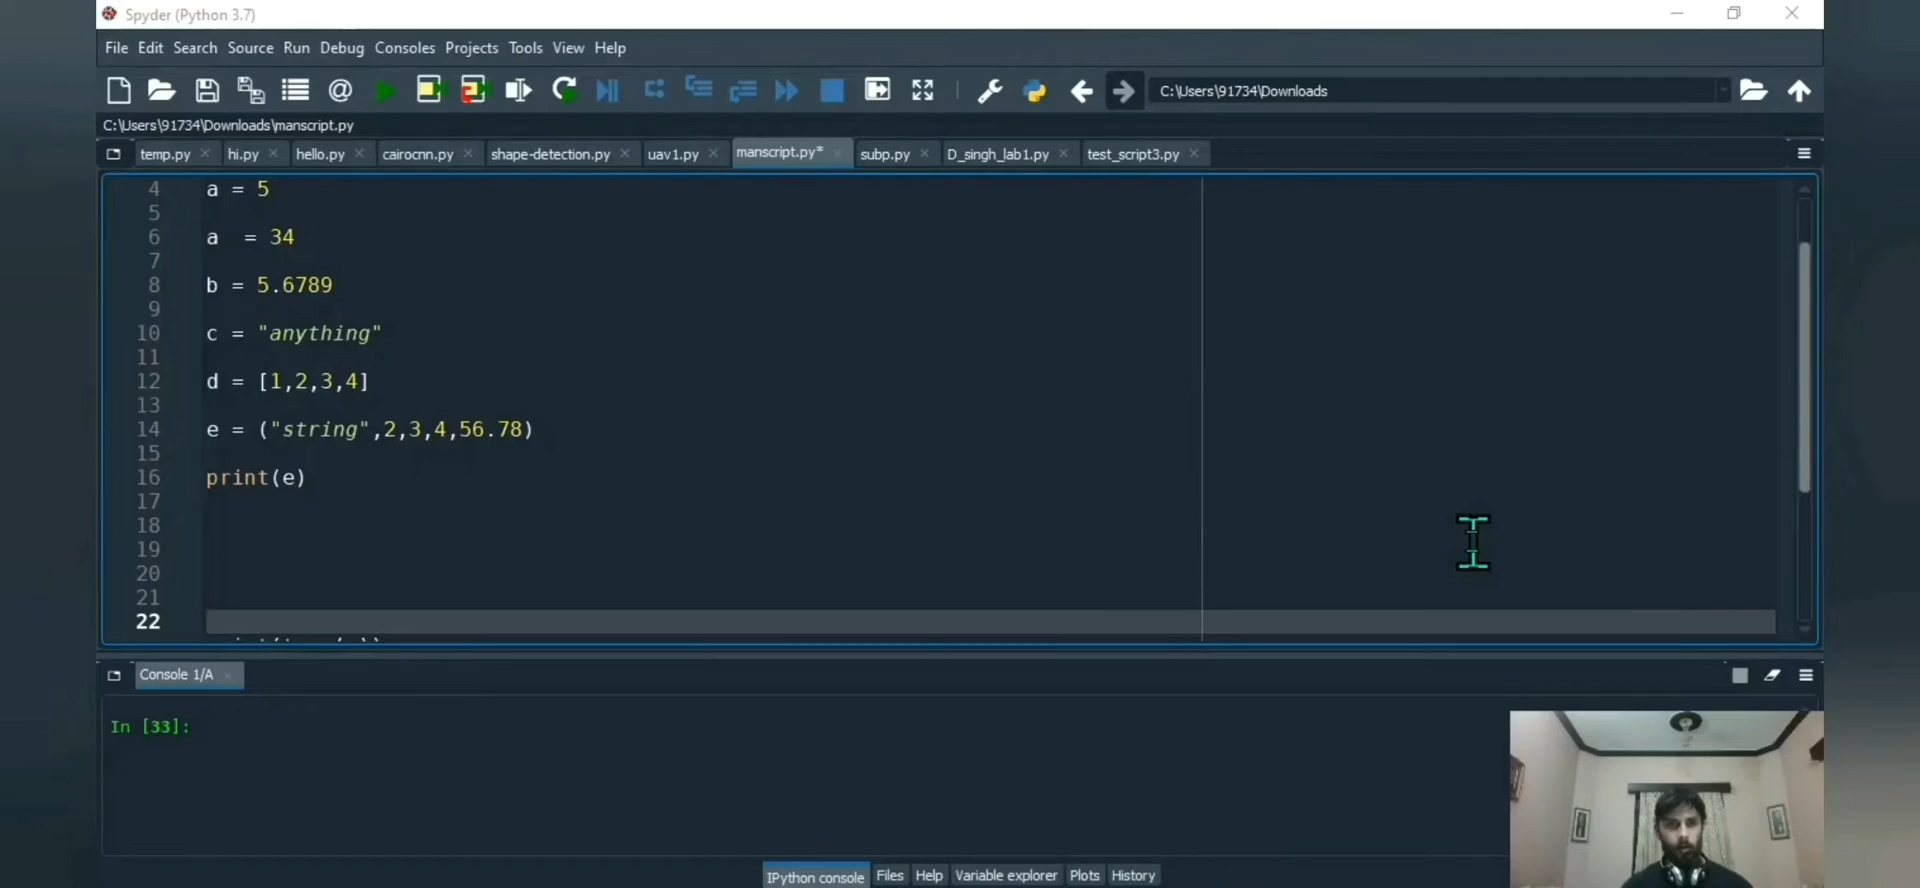 Spyder (Python 3.7)
File Edit Search Source Run Debug Consoles Projects Tools View Help
C:\Users\91734\Downloads
C:\Users\91734\Downloads\manscript.py
temp.py hi.py hello.py cairocnn.py shape-detection.py uav1.py manscript.py* subp.py D_singh_lab1.py test_script3.py
4 a = 5
5
6 a  = 34
7
8 b = 5.6789
9
10 c = "anything"
11
12 d = [1,2,3,4]
13
14 e = ("string",2,3,4,56.78)
15
16 print(e)
17
18
19
20
21
22
Console 1/A
In [33]:
IPython console Files Help Variable explorer Plots History